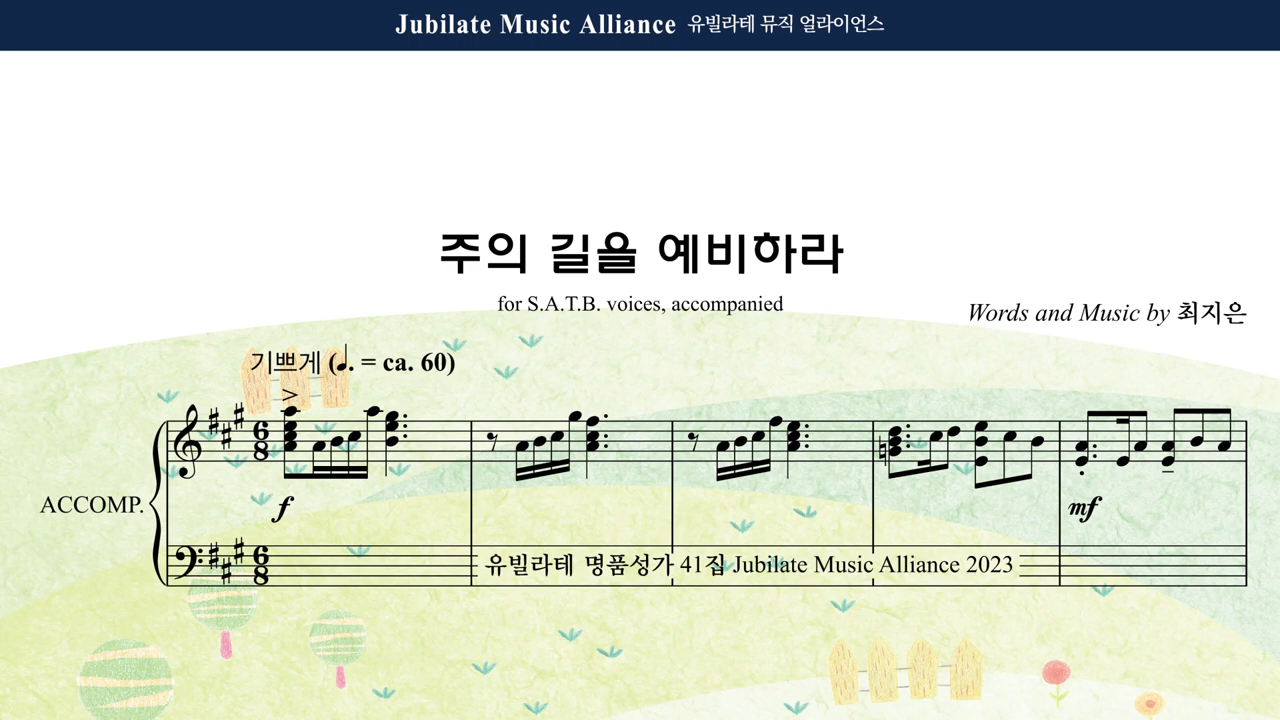 Jubilate Music Alliance 유빌라테 뮤직 얼라이언스
주의 길을 예비하라
for S.A.T.B. voices, accompanied
Words and Music by 최지은
기쁘게 (♩. = ca. 60)
f
mf
ACCOMP.
유빌라테 명품성가 41집 Jubilate Music Alliance 2023